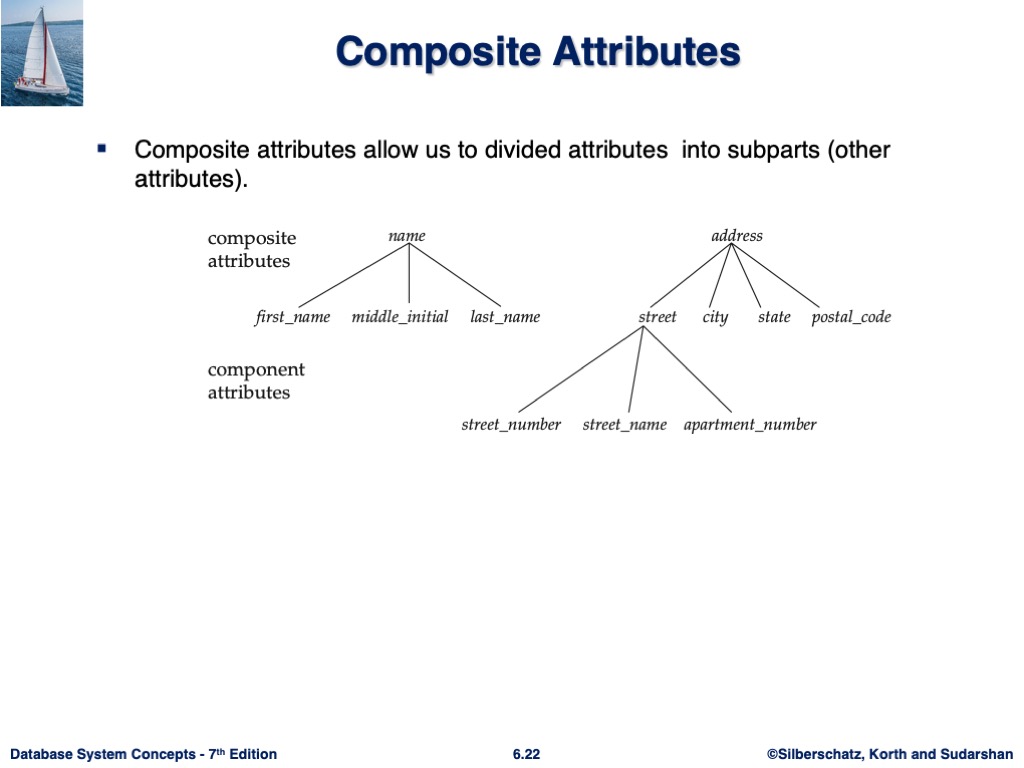 Composite Attributes
▪ Composite attributes allow us to divided attributes  into subparts (other
attributes).
composite
attributes
name
address
first_name middle_initial last_name
street city state postal_code
component
attributes
street_number street_name apartment_number
Database System Concepts - 7th Edition
6.22
©Silberschatz, Korth and Sudarshan